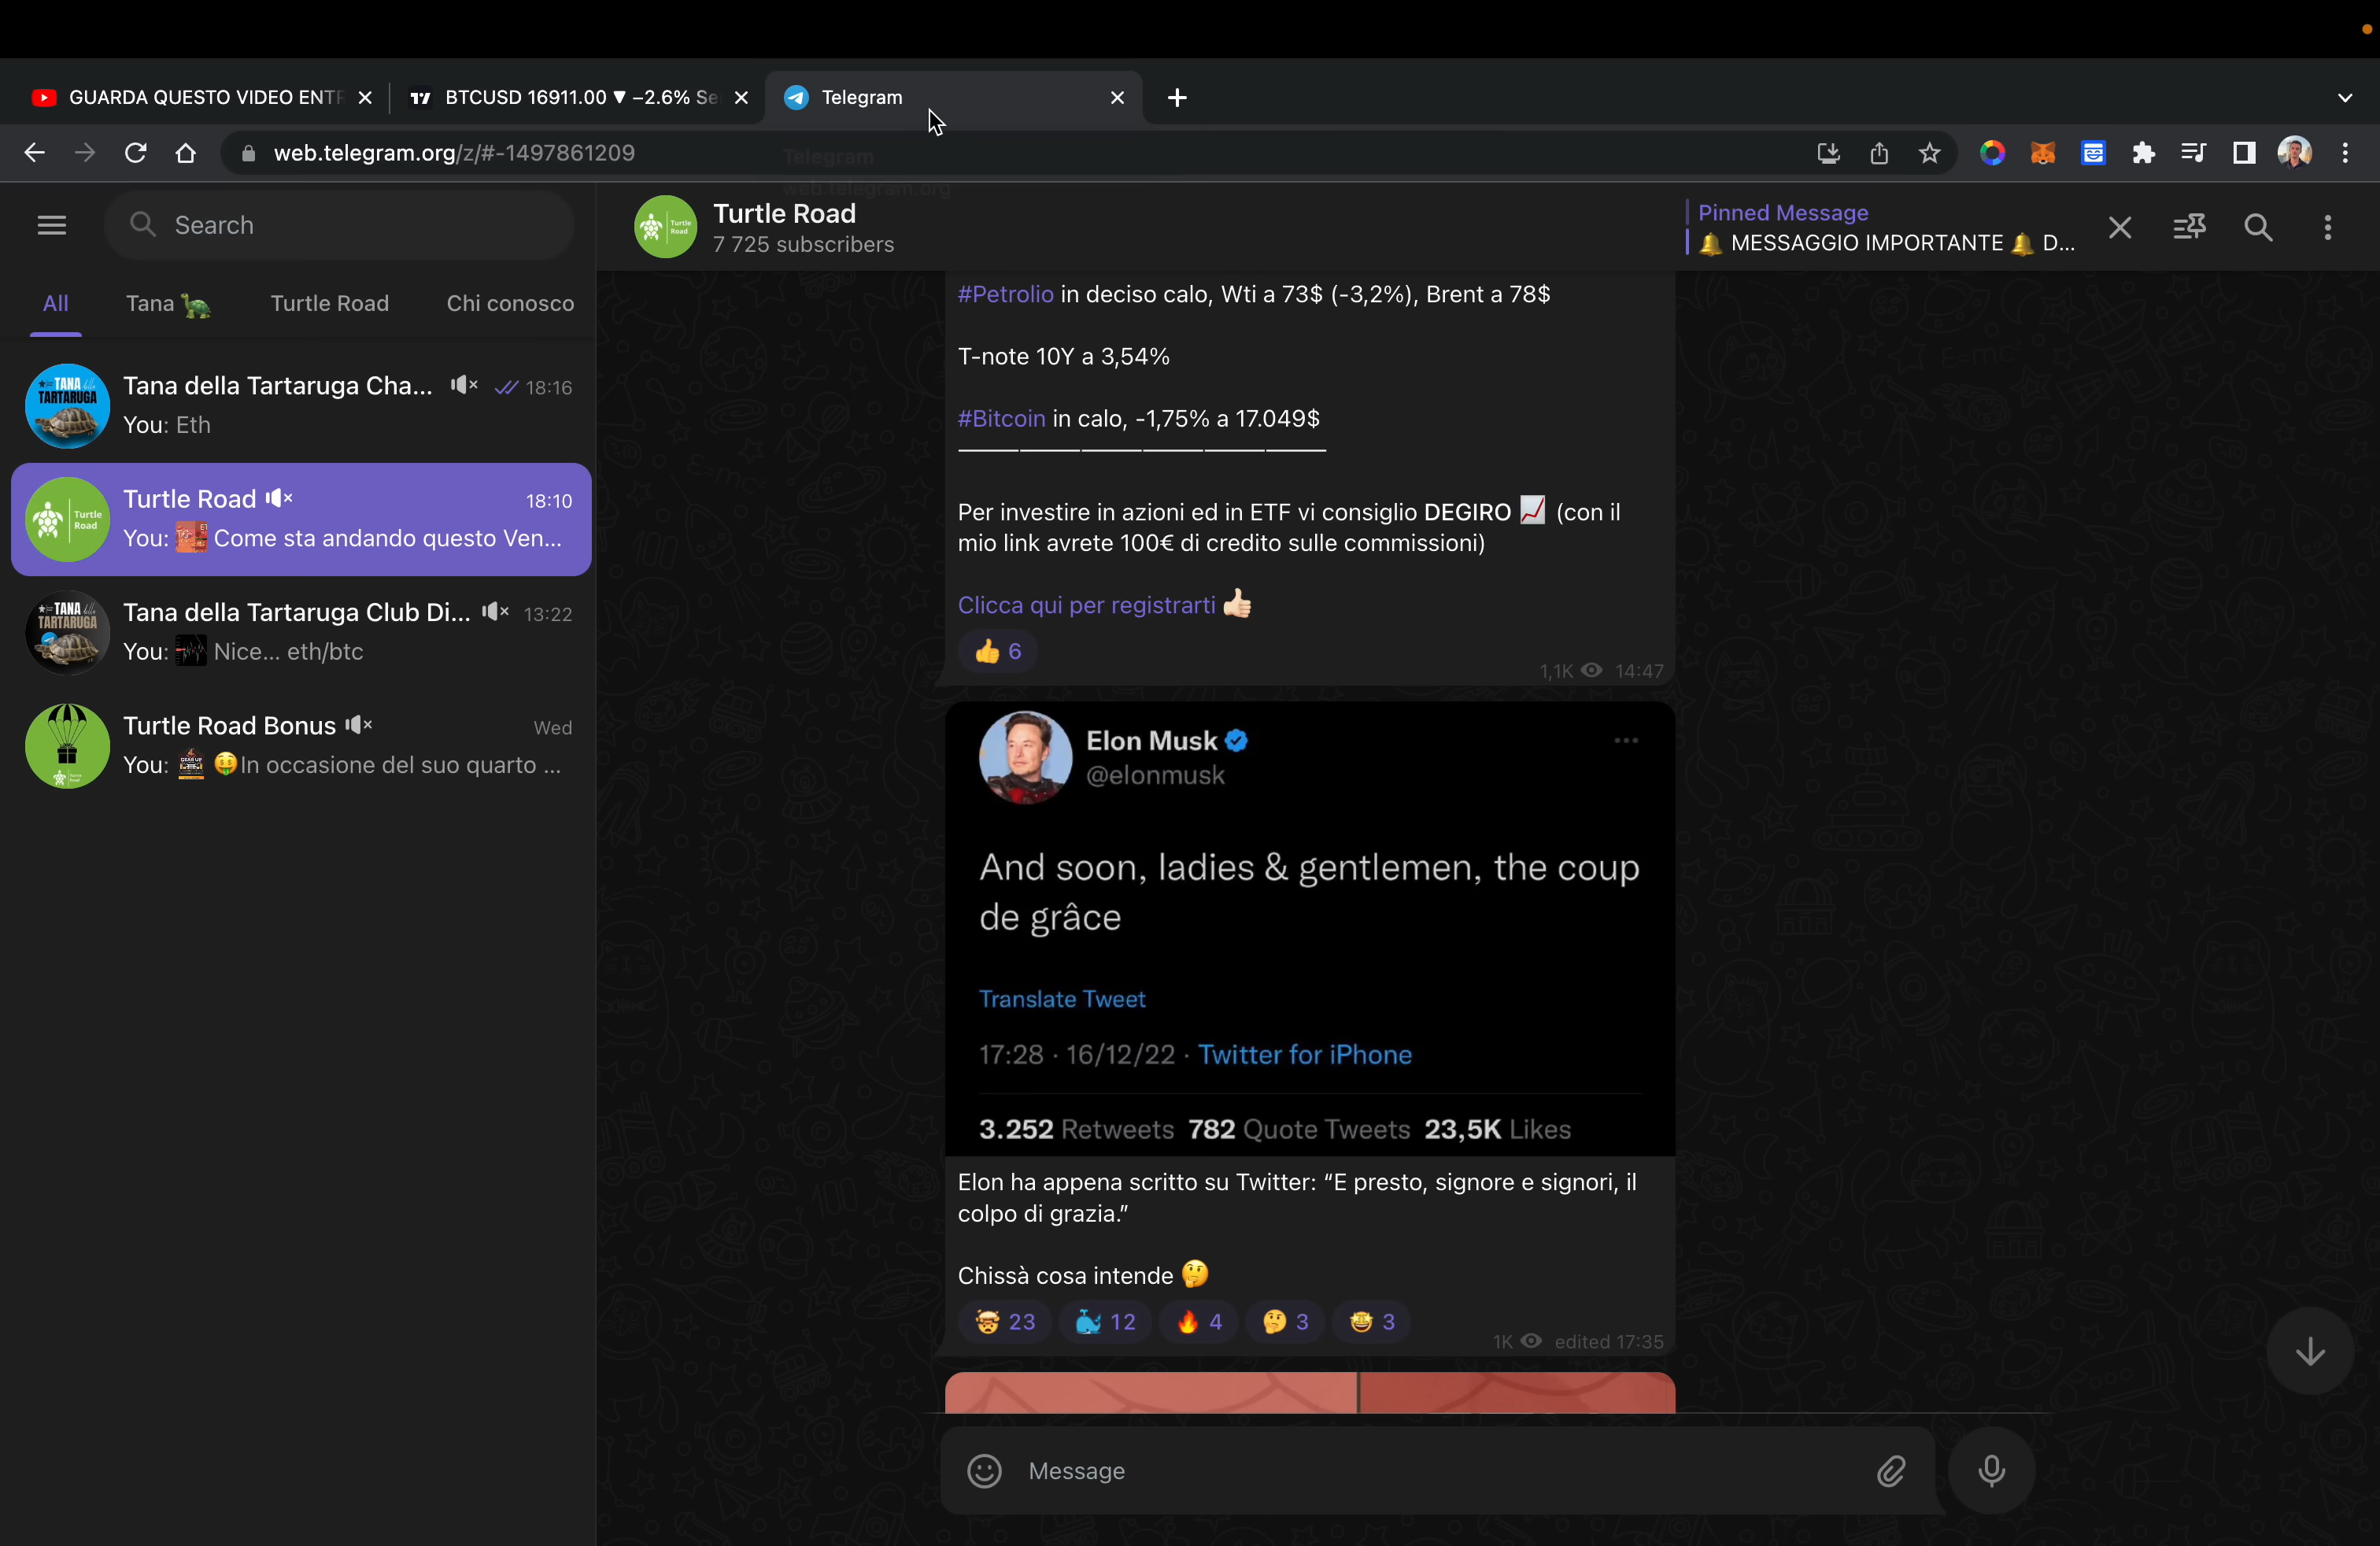 GUARDA QUESTO VIDEO ENTR
BTCUSD 16911.00 ▼ −2.6% Se
Telegram
web.telegram.org/z/#-1497861209
Telegram
web.telegram.org
Search
All
Tana 🐢
Turtle Road
Chi conosco
Tana della Tartaruga Cha...
18:16
You: Eth
Turtle Road
18:10
You: Come sta andando questo Ven...
Tana della Tartaruga Club Di...
13:22
You: Nice... eth/btc
Turtle Road Bonus
Wed
You: 🤑In occasione del suo quarto ...
Turtle Road
7 725 subscribers
Pinned Message
🔔 MESSAGGIO IMPORTANTE 🔔 D...
#Petrolio in deciso calo, Wti a 73$ (-3,2%), Brent a 78$
T-note 10Y a 3,54%
#Bitcoin in calo, -1,75% a 17.049$
——————————————————
Per investire in azioni ed in ETF vi consiglio DEGIRO 📈 (con il
mio link avrete 100€ di credito sulle commissioni)
Clicca qui per registrarti 👍🏻
👍 6
1,1K 14:47
Elon Musk
@elonmusk
And soon, ladies & gentlemen, the coup
de grâce
Translate Tweet
17:28 · 16/12/22 · Twitter for iPhone
3.252 Retweets 782 Quote Tweets 23,5K Likes
Elon ha appena scritto su Twitter: “E presto, signore e signori, il
colpo di grazia.”
Chissà cosa intende 🤔
🤯 23 🐳 12 🔥 4 🤔 3 🤩 3
1K edited 17:35
Message